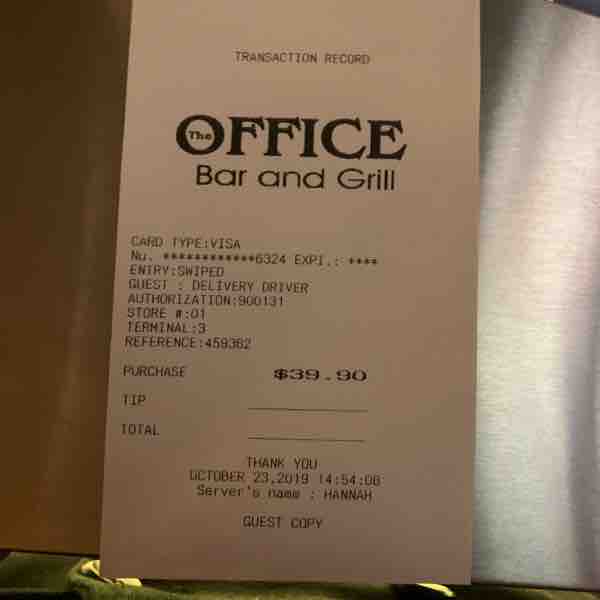 TRANSACTION RECORD
The OFFICE
Bar and Grill
CARD TYPE:VISA
Nu. ************6324 EXPI.: ****
ENTRY:SWIPED
GUEST : DELIVERY DRIVER
AUTHORIZATION:900131
STORE #:01
TERMINAL:3
REFERENCE:459362
PURCHASE $39.90
TIP
TOTAL
THANK YOU
OCTOBER 23,2019 14:54:08
Server's name : HANNAH
GUEST COPY